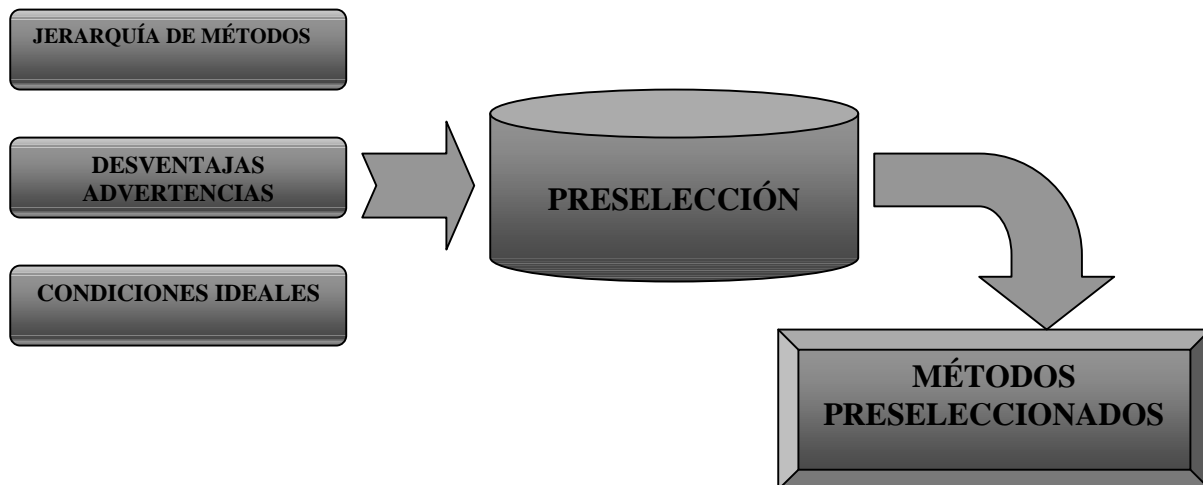 JERARQUÍA DE MÉTODOS
DESVENTAJAS
ADVERTENCIAS
CONDICIONES IDEALES
PRESELECCIÓN
MÉTODOS
PRESELECCIONADOS